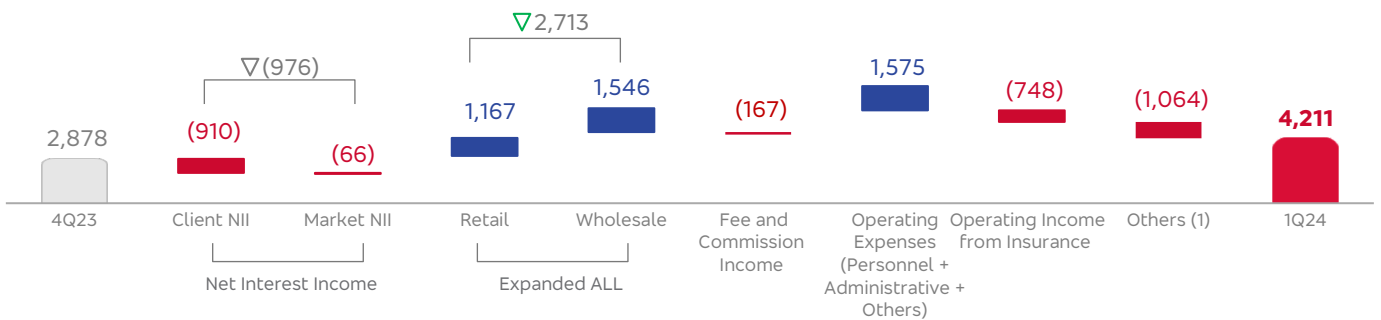 ▽2,713
▽(976)
1,575
1,546
1,167
(748)
(1,064)
(167)
4,211
2,878
(910)
(66)
4Q23
Client NII
Market NII
Retail
Wholesale
Fee and
Commission
Income
Operating
Expenses
(Personnel +
Administrative +
Others)
Operating Income
from Insurance
Others (1)
1Q24
Net Interest Income
Expanded ALL